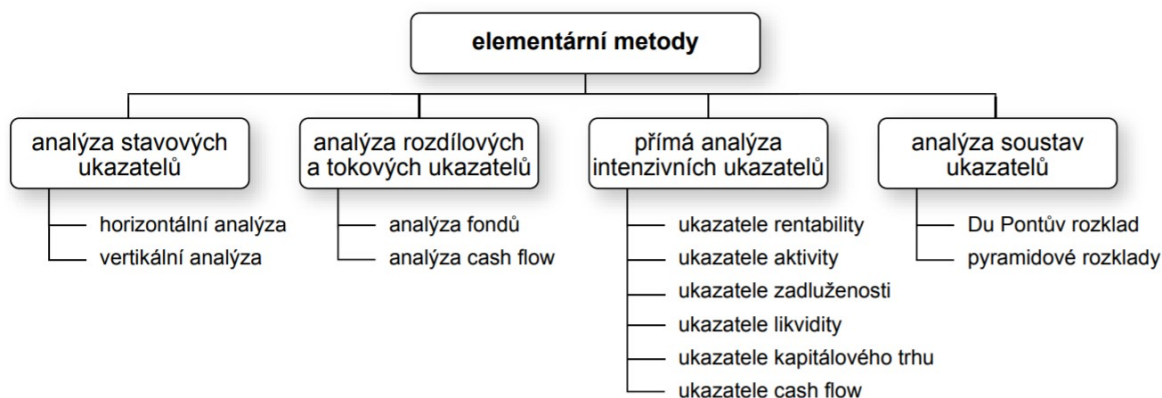 elementární metody
analýza stavových
ukazatelů
horizontální analýza
vertikální analýza
analýza rozdílových
a tokových ukazatelů
analýza fondů
analýza cash flow
přímá analýza
intenzivních ukazatelů
ukazatele rentability
ukazatele aktivity
ukazatele zadluženosti
ukazatele likvidity
ukazatele kapitálového trhu
ukazatele cash flow
analýza soustav
ukazatelů
Du Pontův rozklad
pyramidové rozklady